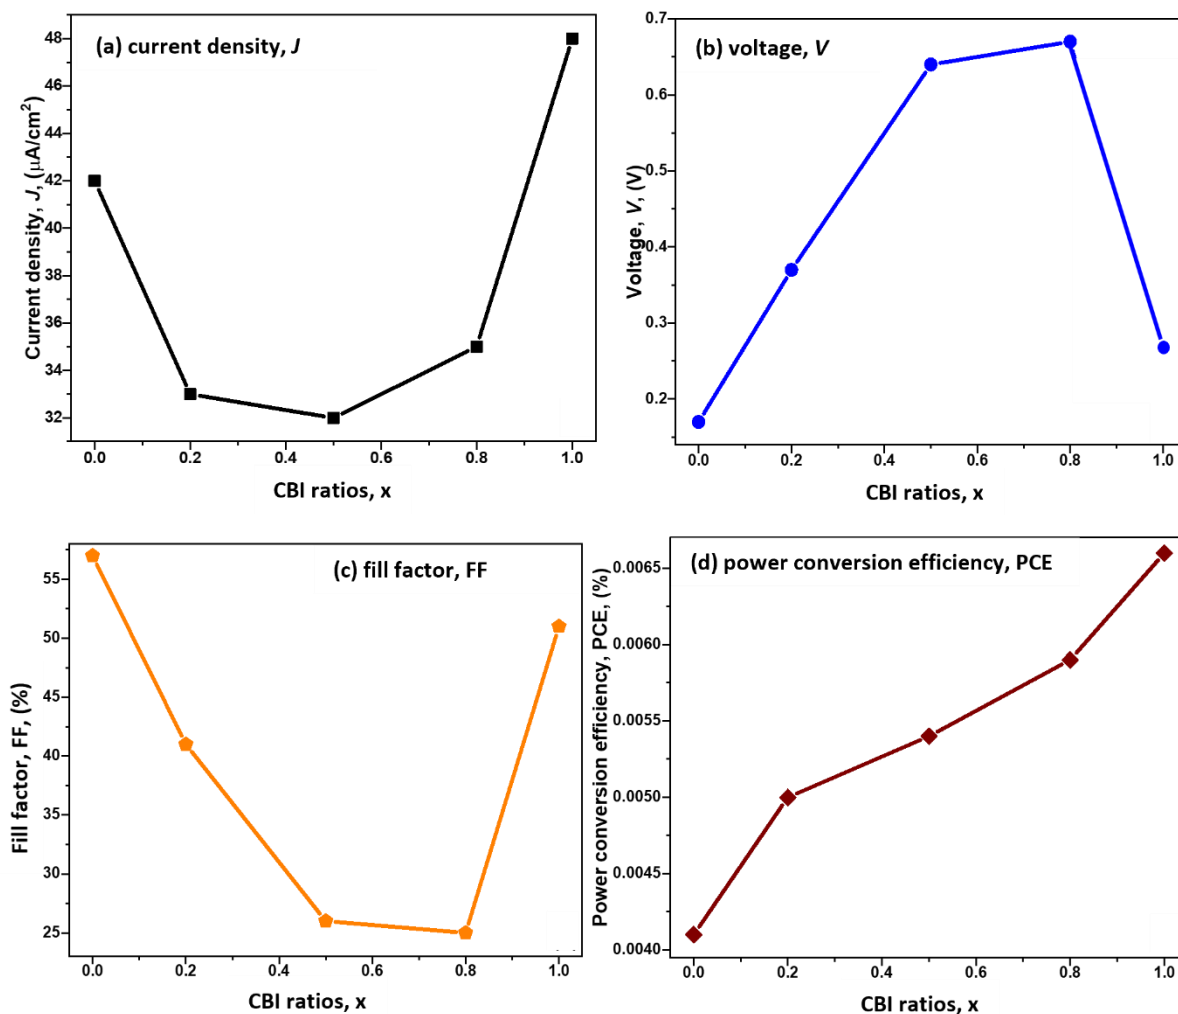 (a) current density, J
Current density, J, (μA/cm²)
48
46
44
42
40
38
36
34
32
0.0 0.2 0.4 0.6 0.8 1.0
CBI ratios, x
(b) voltage, V
Voltage, V, (V)
0.7
0.6
0.5
0.4
0.3
0.2
0.0 0.2 0.4 0.6 0.8 1.0
CBI ratios, x
(c) fill factor, FF
Fill factor, FF, (%)
55
50
45
40
35
30
25
0.0 0.2 0.4 0.6 0.8 1.0
CBI ratios, x
(d) power conversion efficiency, PCE
Power conversion efficiency, PCE, (%)
0.0065
0.0060
0.0055
0.0050
0.0045
0.0040
0.0 0.2 0.4 0.6 0.8 1.0
CBI ratios, x